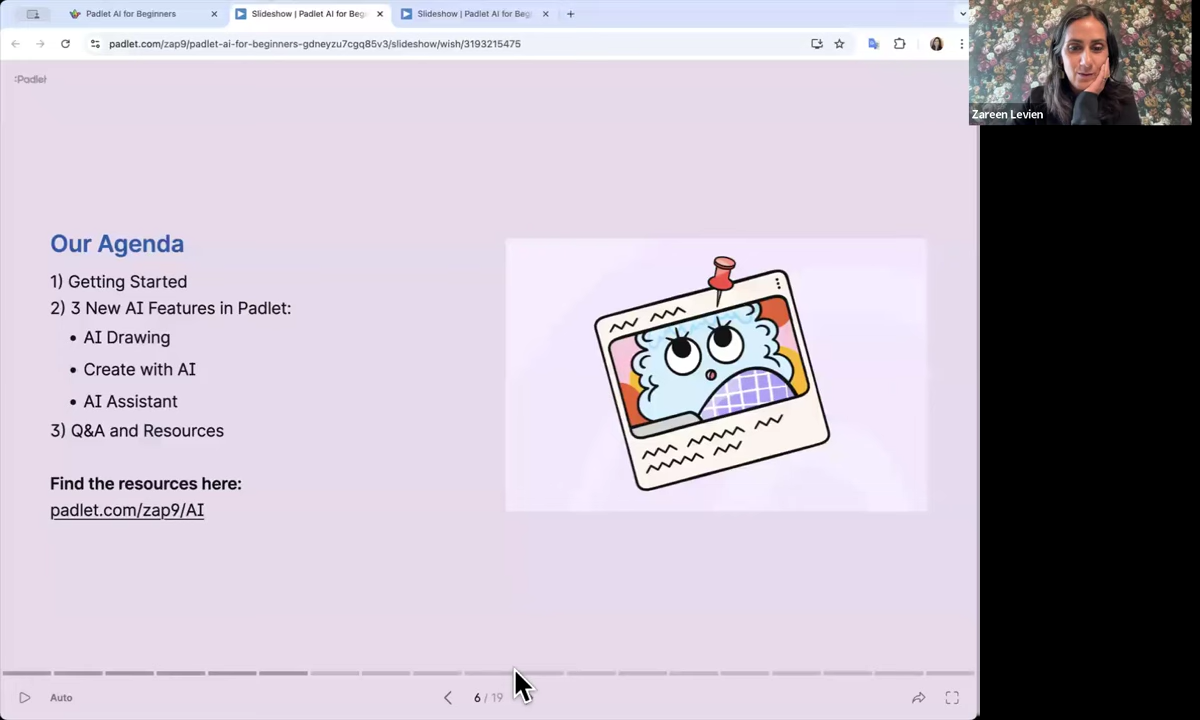 Padlet AI for Beginners
Slideshow | Padlet AI for Beg
Slideshow | Padlet AI for Beg
padlet.com/zap9/padlet-ai-for-beginners-gdneyzu7cgq85v3/slideshow/wish/3193215475
:Padlet
Zareen Levien
Our Agenda
1) Getting Started
2) 3 New AI Features in Padlet:
• AI Drawing
• Create with AI
• AI Assistant
3) Q&A and Resources
Find the resources here:
padlet.com/zap9/AI
Auto
6 / 19